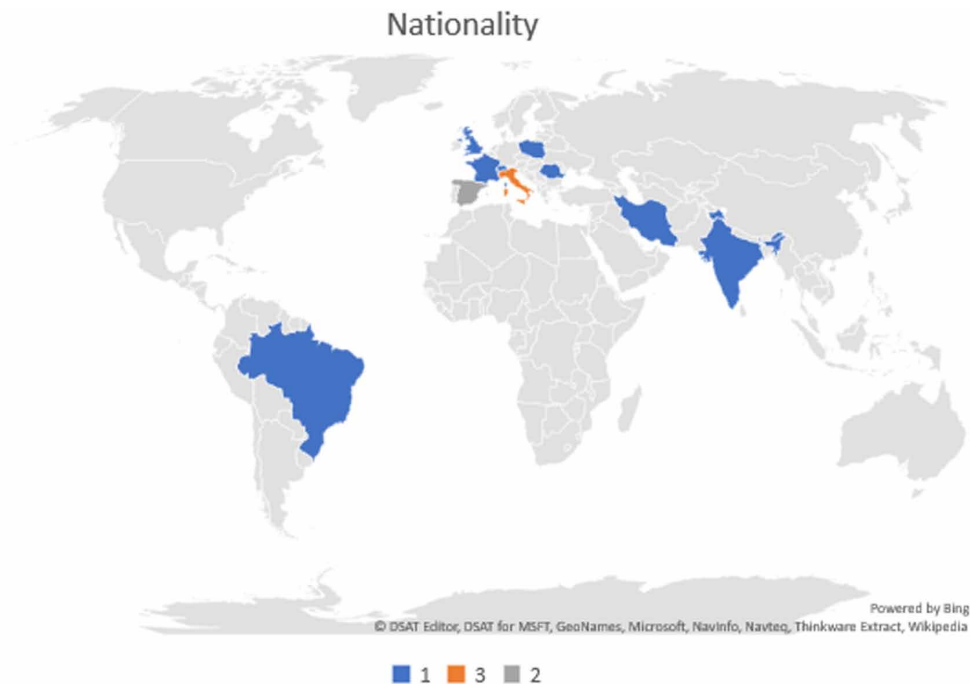 Nationality
Powered by Bing
© DSAT Editor, DSAT for MSFT, GeoNames, Microsoft, NavInfo, Navteq, Thinkware Extract, Wikipedia
1 3 2